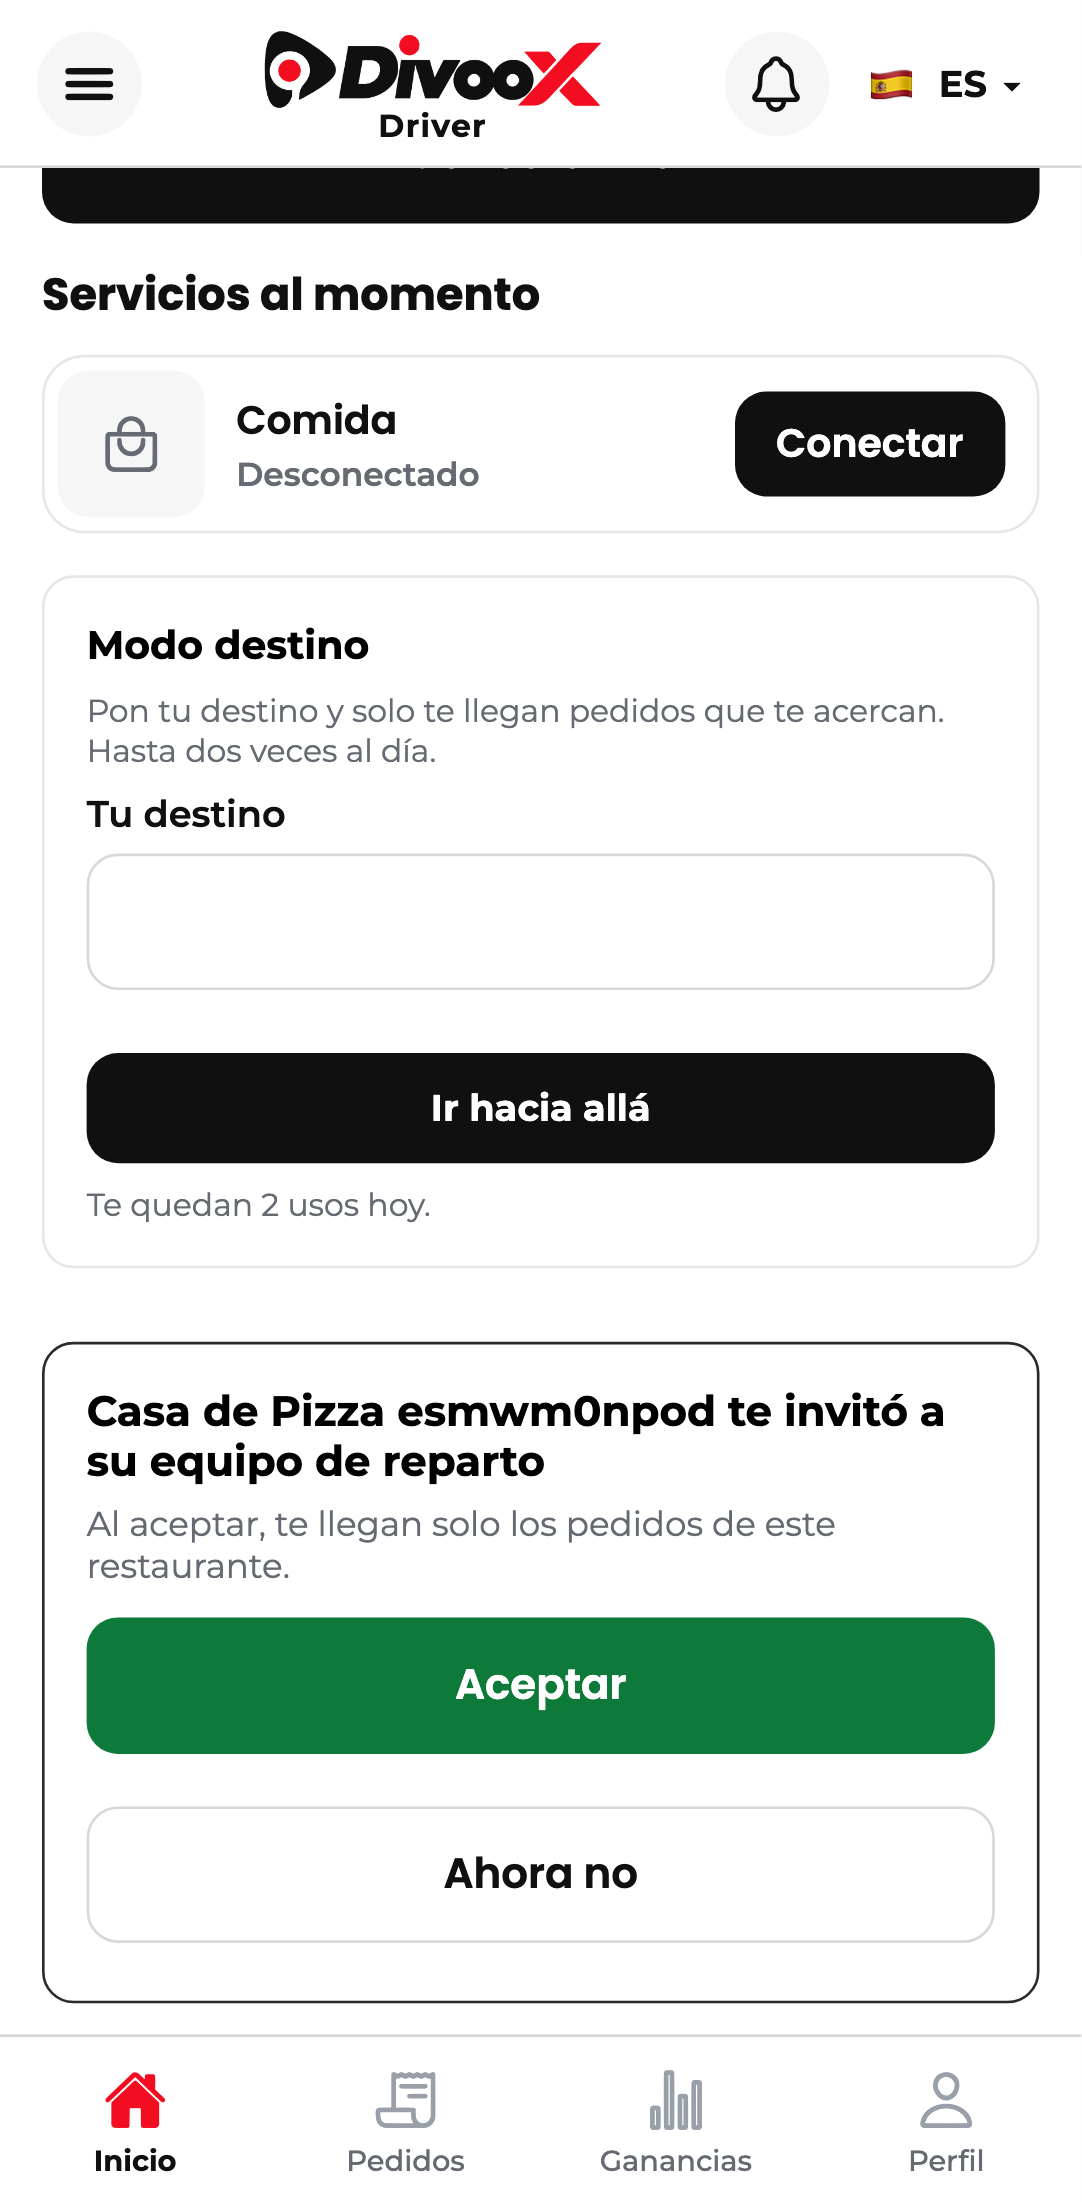 DivooX
Driver
ES
Servicios al momento
Comida
Desconectado
Conectar
Modo destino
Pon tu destino y solo te llegan pedidos que te acercan.
Hasta dos veces al día.
Tu destino
Ir hacia allá
Te quedan 2 usos hoy.
Casa de Pizza esmwm0npod te invitó a
su equipo de reparto
Al aceptar, te llegan solo los pedidos de este
restaurante.
Aceptar
Ahora no
Inicio
Pedidos
Ganancias
Perfil